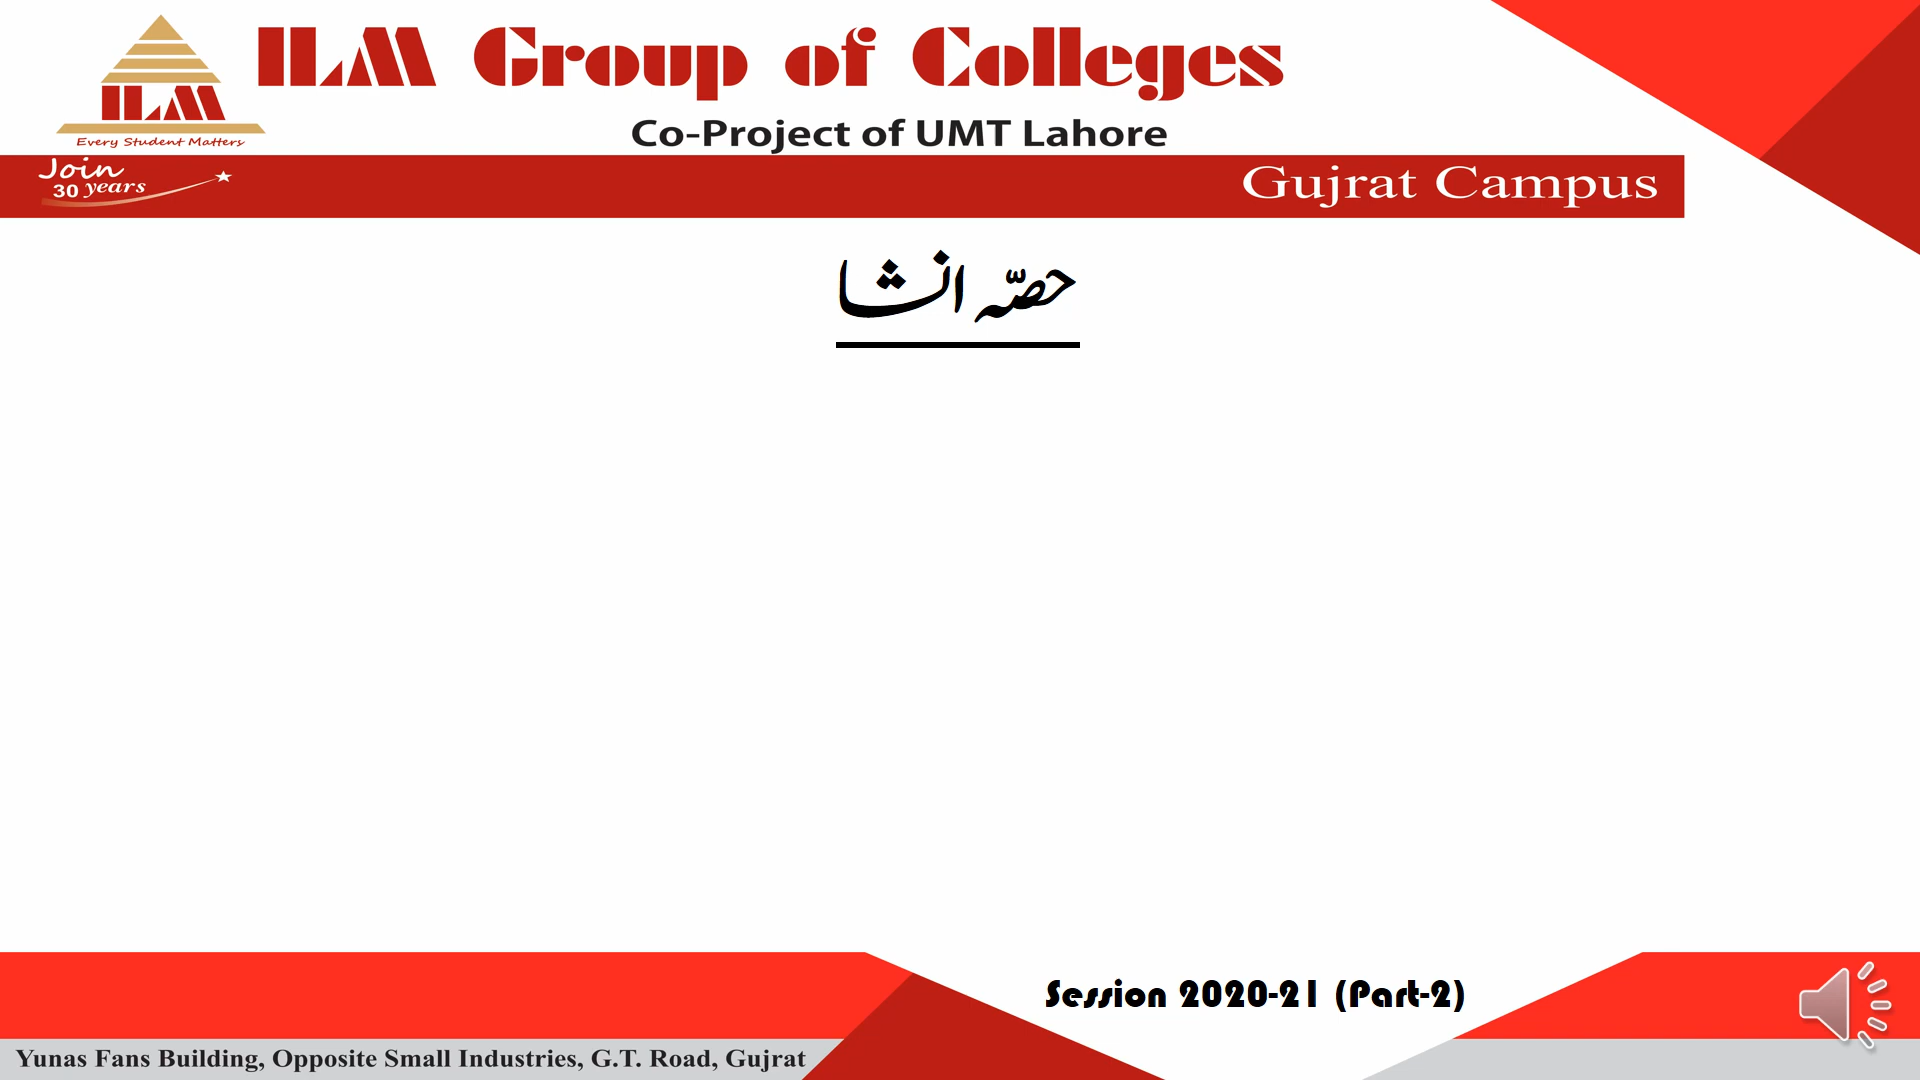 ILM Group of Colleges
ILM
Co-Project of UMT Lahore
Every Student Matters
Join
30 years
Gujrat Campus
حصّہ انشا
Session 2020-21 (Part-2)
Yunas Fans Building, Opposite Small Industries, G.T. Road, Gujrat